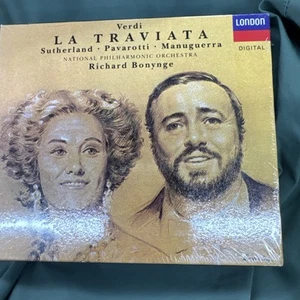 Verdi
LONDON
LA TRAVIATA
Sutherland · Pavarotti · Manuguerra
DIGITAL
NATIONAL PHILHARMONIC ORCHESTRA
Richard Bonynge